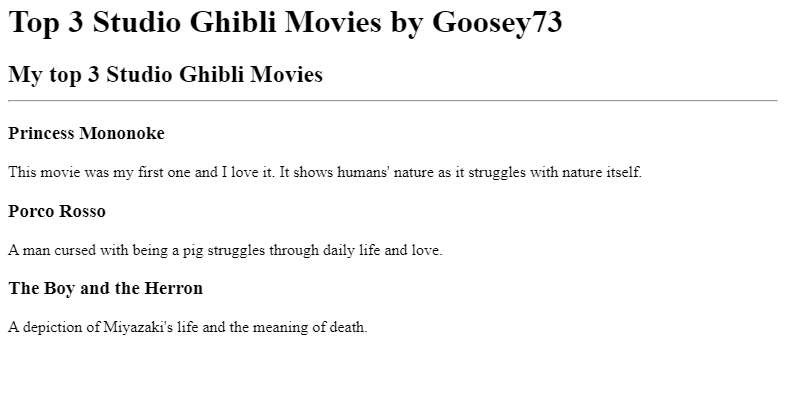 Top 3 Studio Ghibli Movies by Goosey73
My top 3 Studio Ghibli Movies
Princess Mononoke
This movie was my first one and I love it. It shows humans' nature as it struggles with nature itself.
Porco Rosso
A man cursed with being a pig struggles through daily life and love.
The Boy and the Herron
A depiction of Miyazaki's life and the meaning of death.